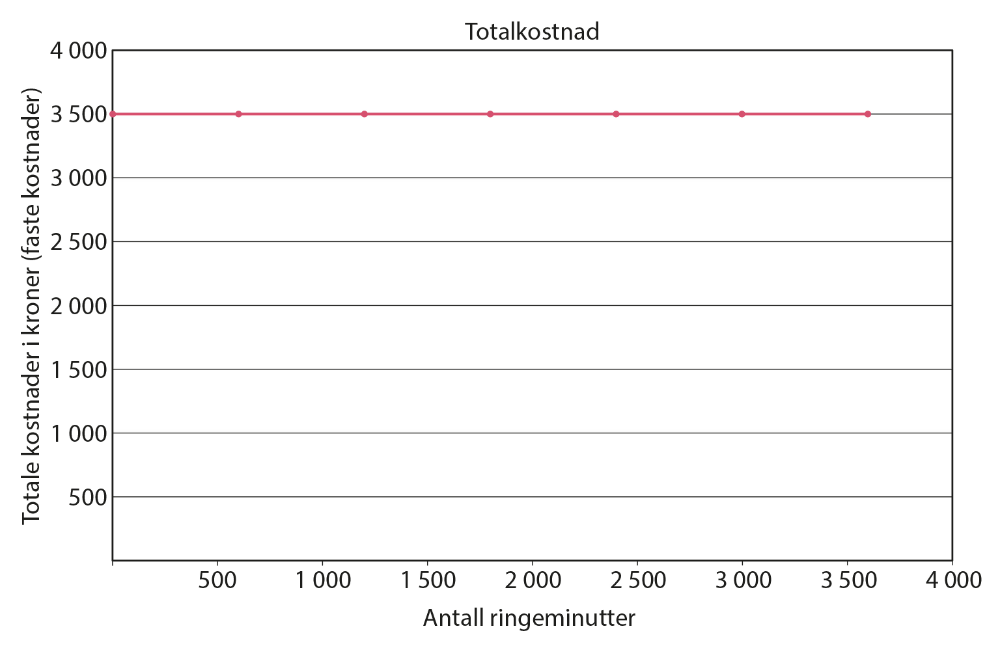 Totalkostnad
Totale kostnader i kroner (faste kostnader)
4 000
3 500
3 000
2 500
2 000
1 500
1 000
500
500 1 000 1 500 2 000 2 500 3 000 3 500 4 000
Antall ringeminutter